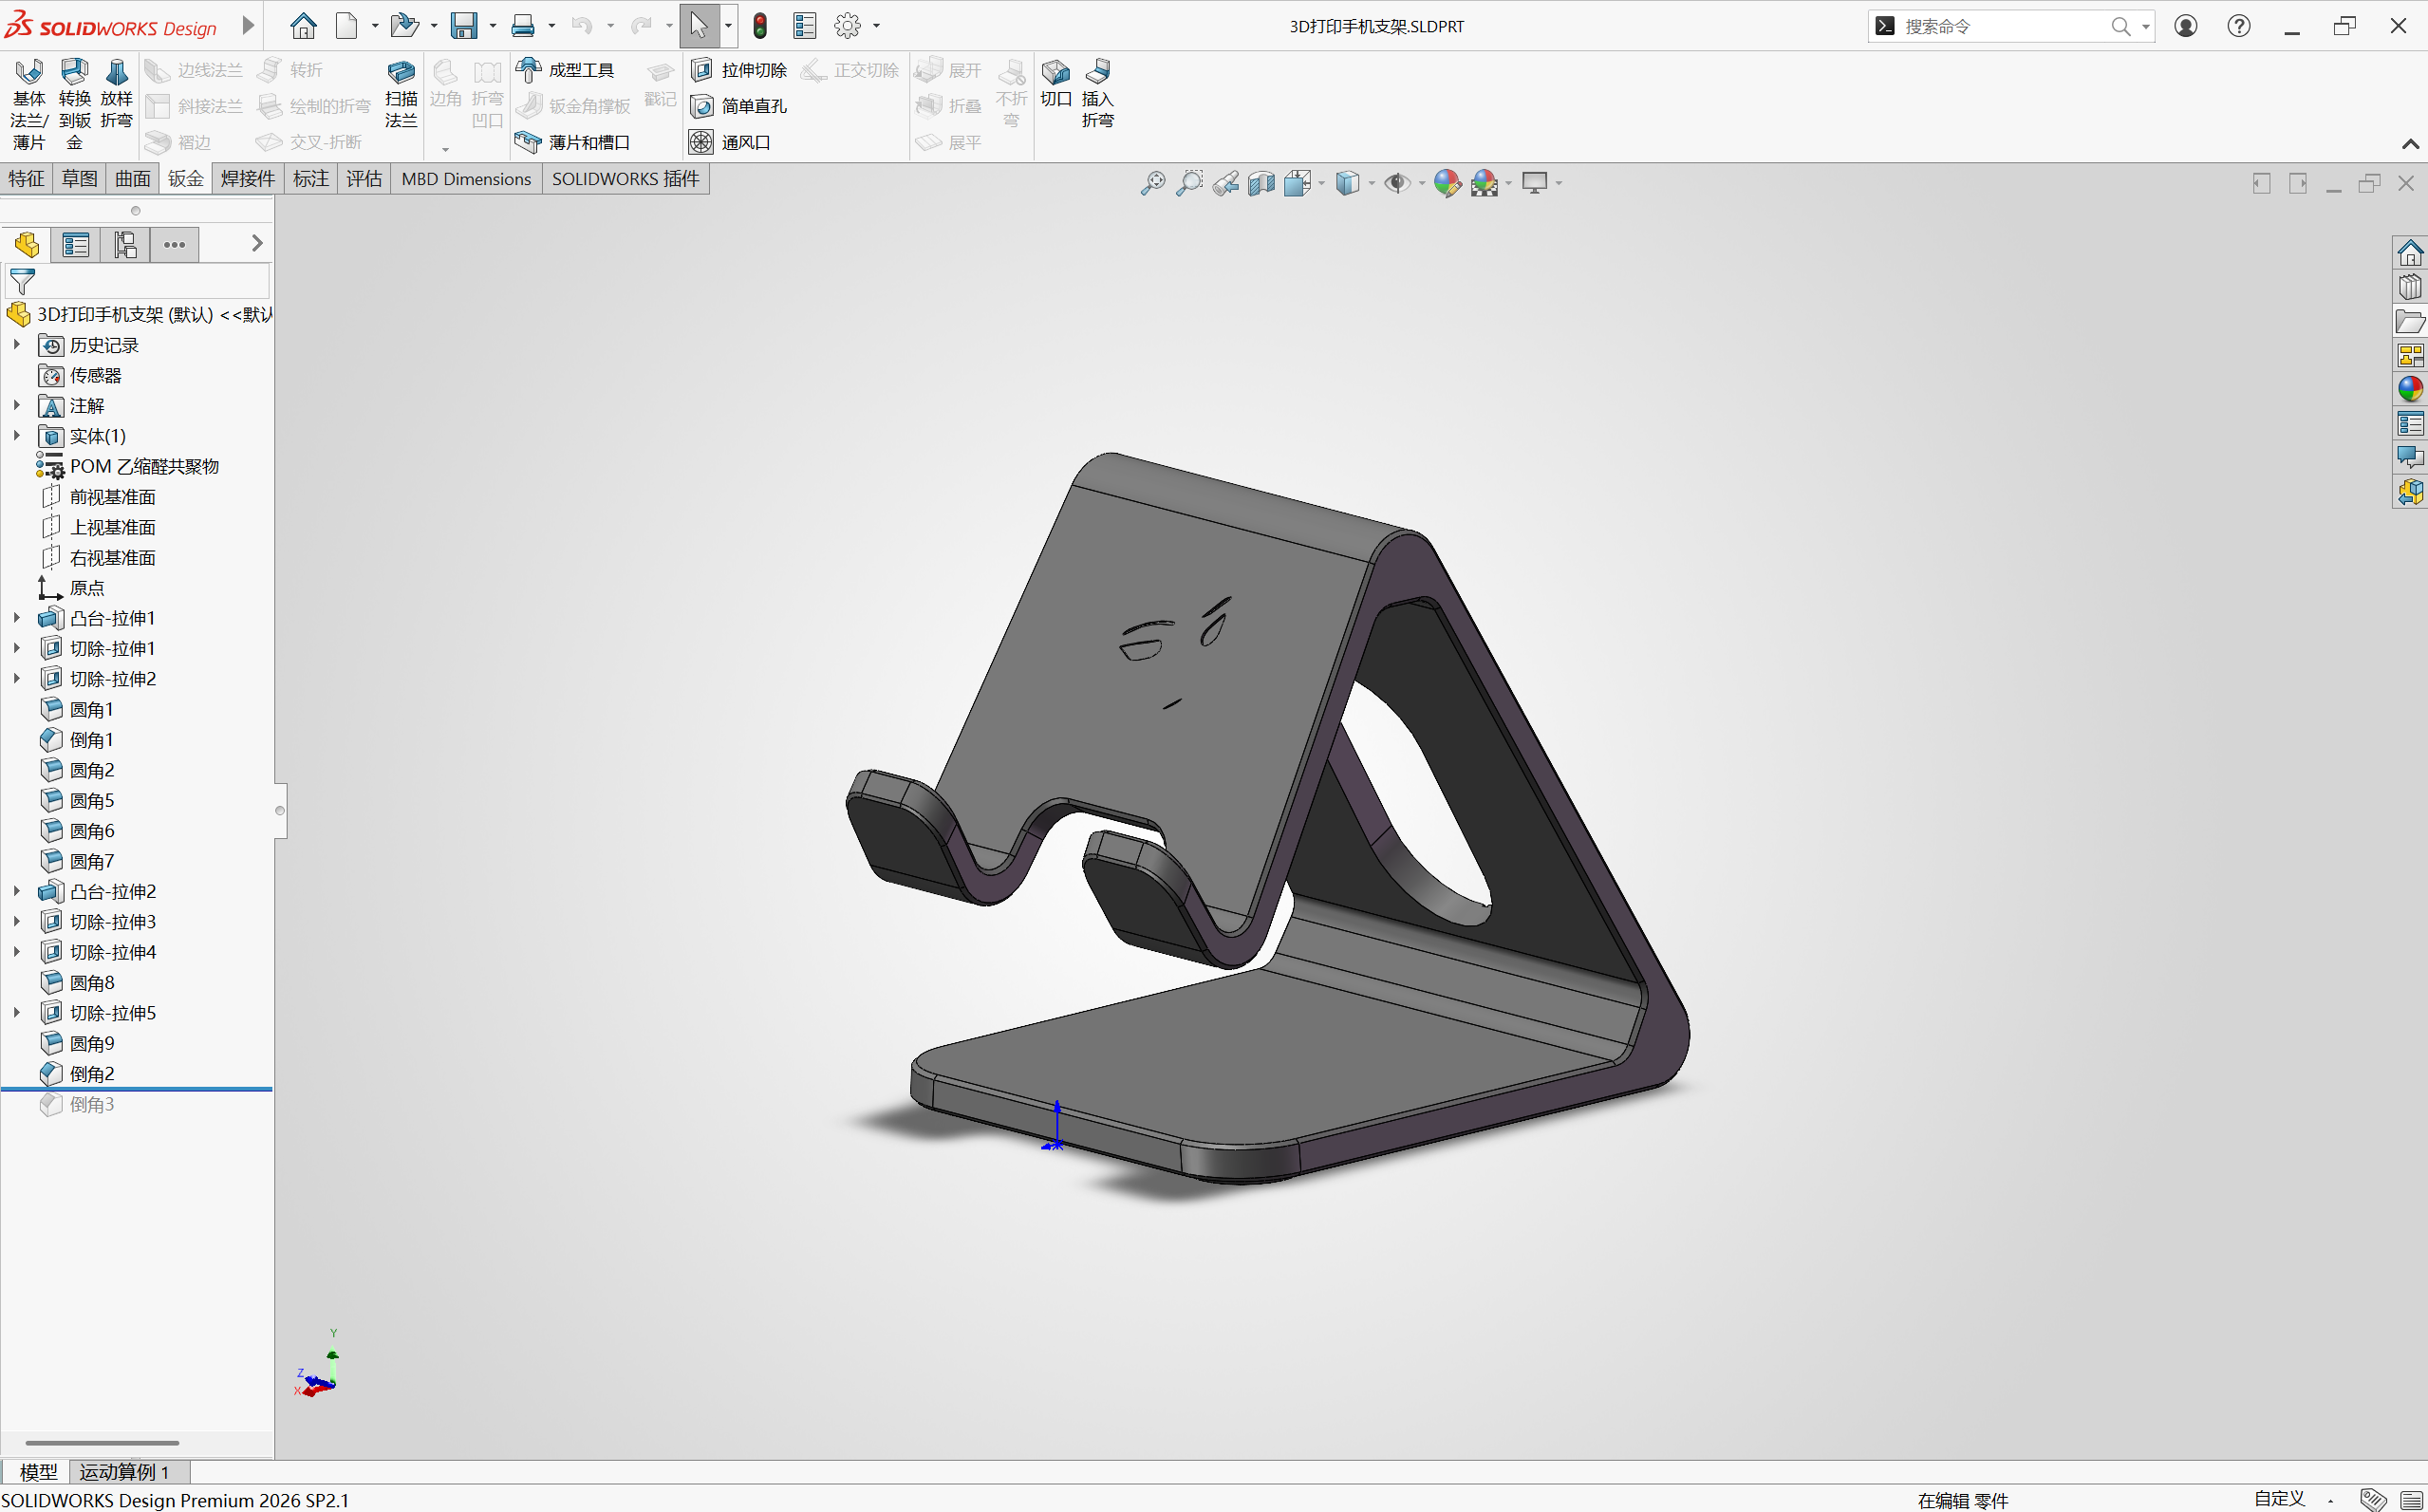 SOLIDWORKS Design
3D打印手机支架.SLDPRT
搜索命令
基体法兰/薄片
转换到钣金
放样折弯
边线法兰
斜接法兰
褶边
转折
绘制的折弯
交叉-折断
扫描法兰
边角
折弯凹口
成型工具
钣金角撑板
薄片和槽口
戳记
拉伸切除
简单直孔
通风口
正交切除
展开
折叠
展平
不折弯
切口
插入折弯
特征 草图 曲面 钣金 焊接件 标注 评估 MBD Dimensions SOLIDWORKS 插件
3D打印手机支架 (默认) <<默认
历史记录
传感器
注解
实体(1)
POM 乙缩醛共聚物
前视基准面
上视基准面
右视基准面
原点
凸台-拉伸1
切除-拉伸1
切除-拉伸2
圆角1
倒角1
圆角2
圆角5
圆角6
圆角7
凸台-拉伸2
切除-拉伸3
切除-拉伸4
圆角8
切除-拉伸5
圆角9
倒角2
倒角3
Y
Z
X
模型 运动算例 1
SOLIDWORKS Design Premium 2026 SP2.1
在编辑 零件
自定义